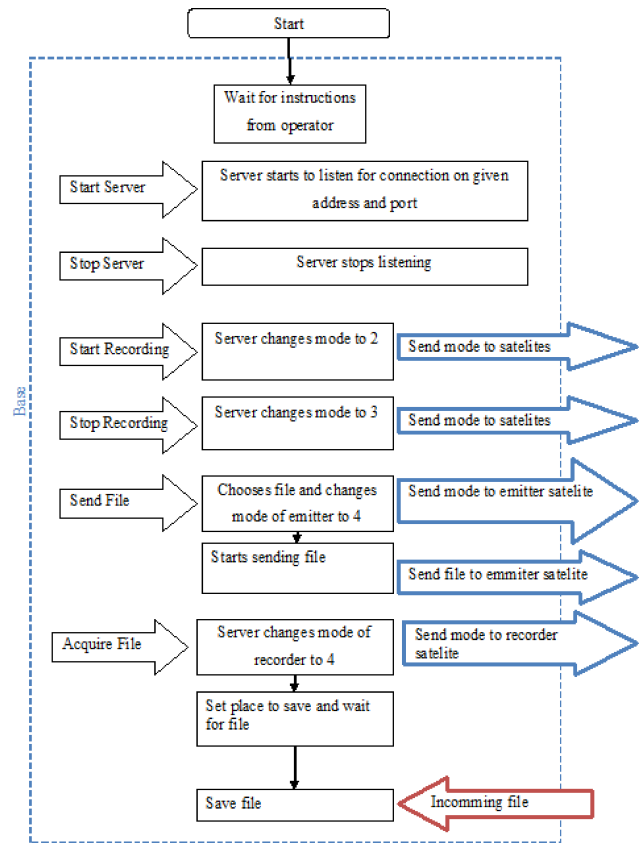 Start
Wait for instructions
from operator
Start Server
Server starts to listen for connection on given
address and port
Stop Server
Server stops listening
Start Recording
Server changes mode to 2
Send mode to satelites
Base
Stop Recording
Server changes mode to 3
Send mode to satelites
Send File
Chooses file and changes
mode of emitter to 4
Send mode to emitter satelite
Starts sending file
Send file to emmiter satelite
Acquire File
Server changes mode of
recorder to 4
Send mode to recorder
satelite
Set place to save and wait
for file
Save file
Incomming file